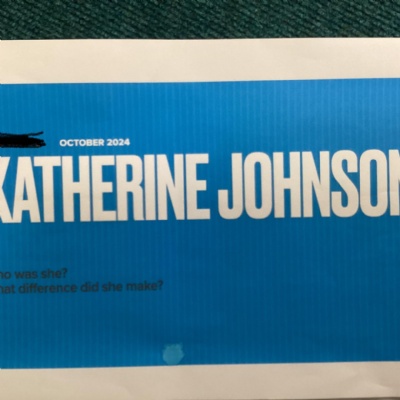 OCTOBER 2024
KATHERINE JOHNSON
ho was she?
hat difference did she make?